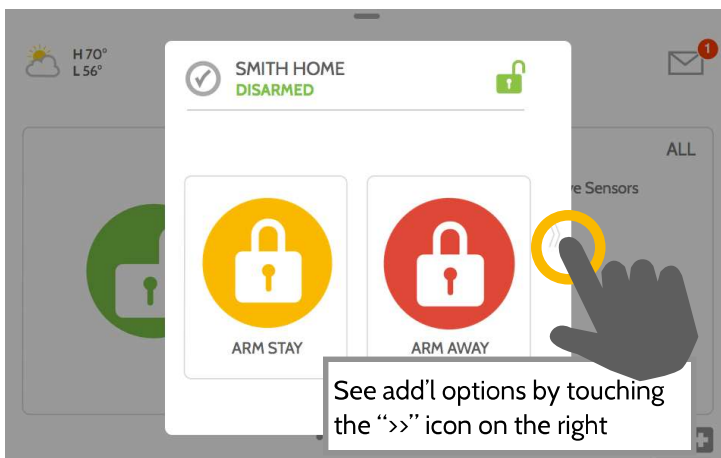 H 70°
L 56°
SMITH HOME
DISARMED
1
ALL
ve Sensors
ARM STAY
ARM AWAY
See add'l options by touching
the “>>” icon on the right